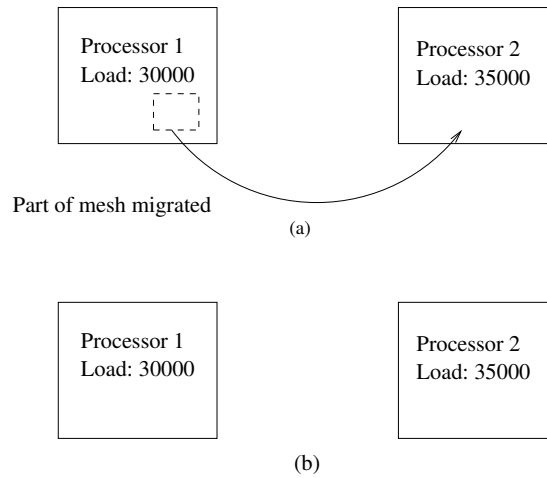 Processor 1
Load: 30000
Processor 2
Load: 35000
Part of mesh migrated
(a)
Processor 1
Load: 30000
Processor 2
Load: 35000
(b)